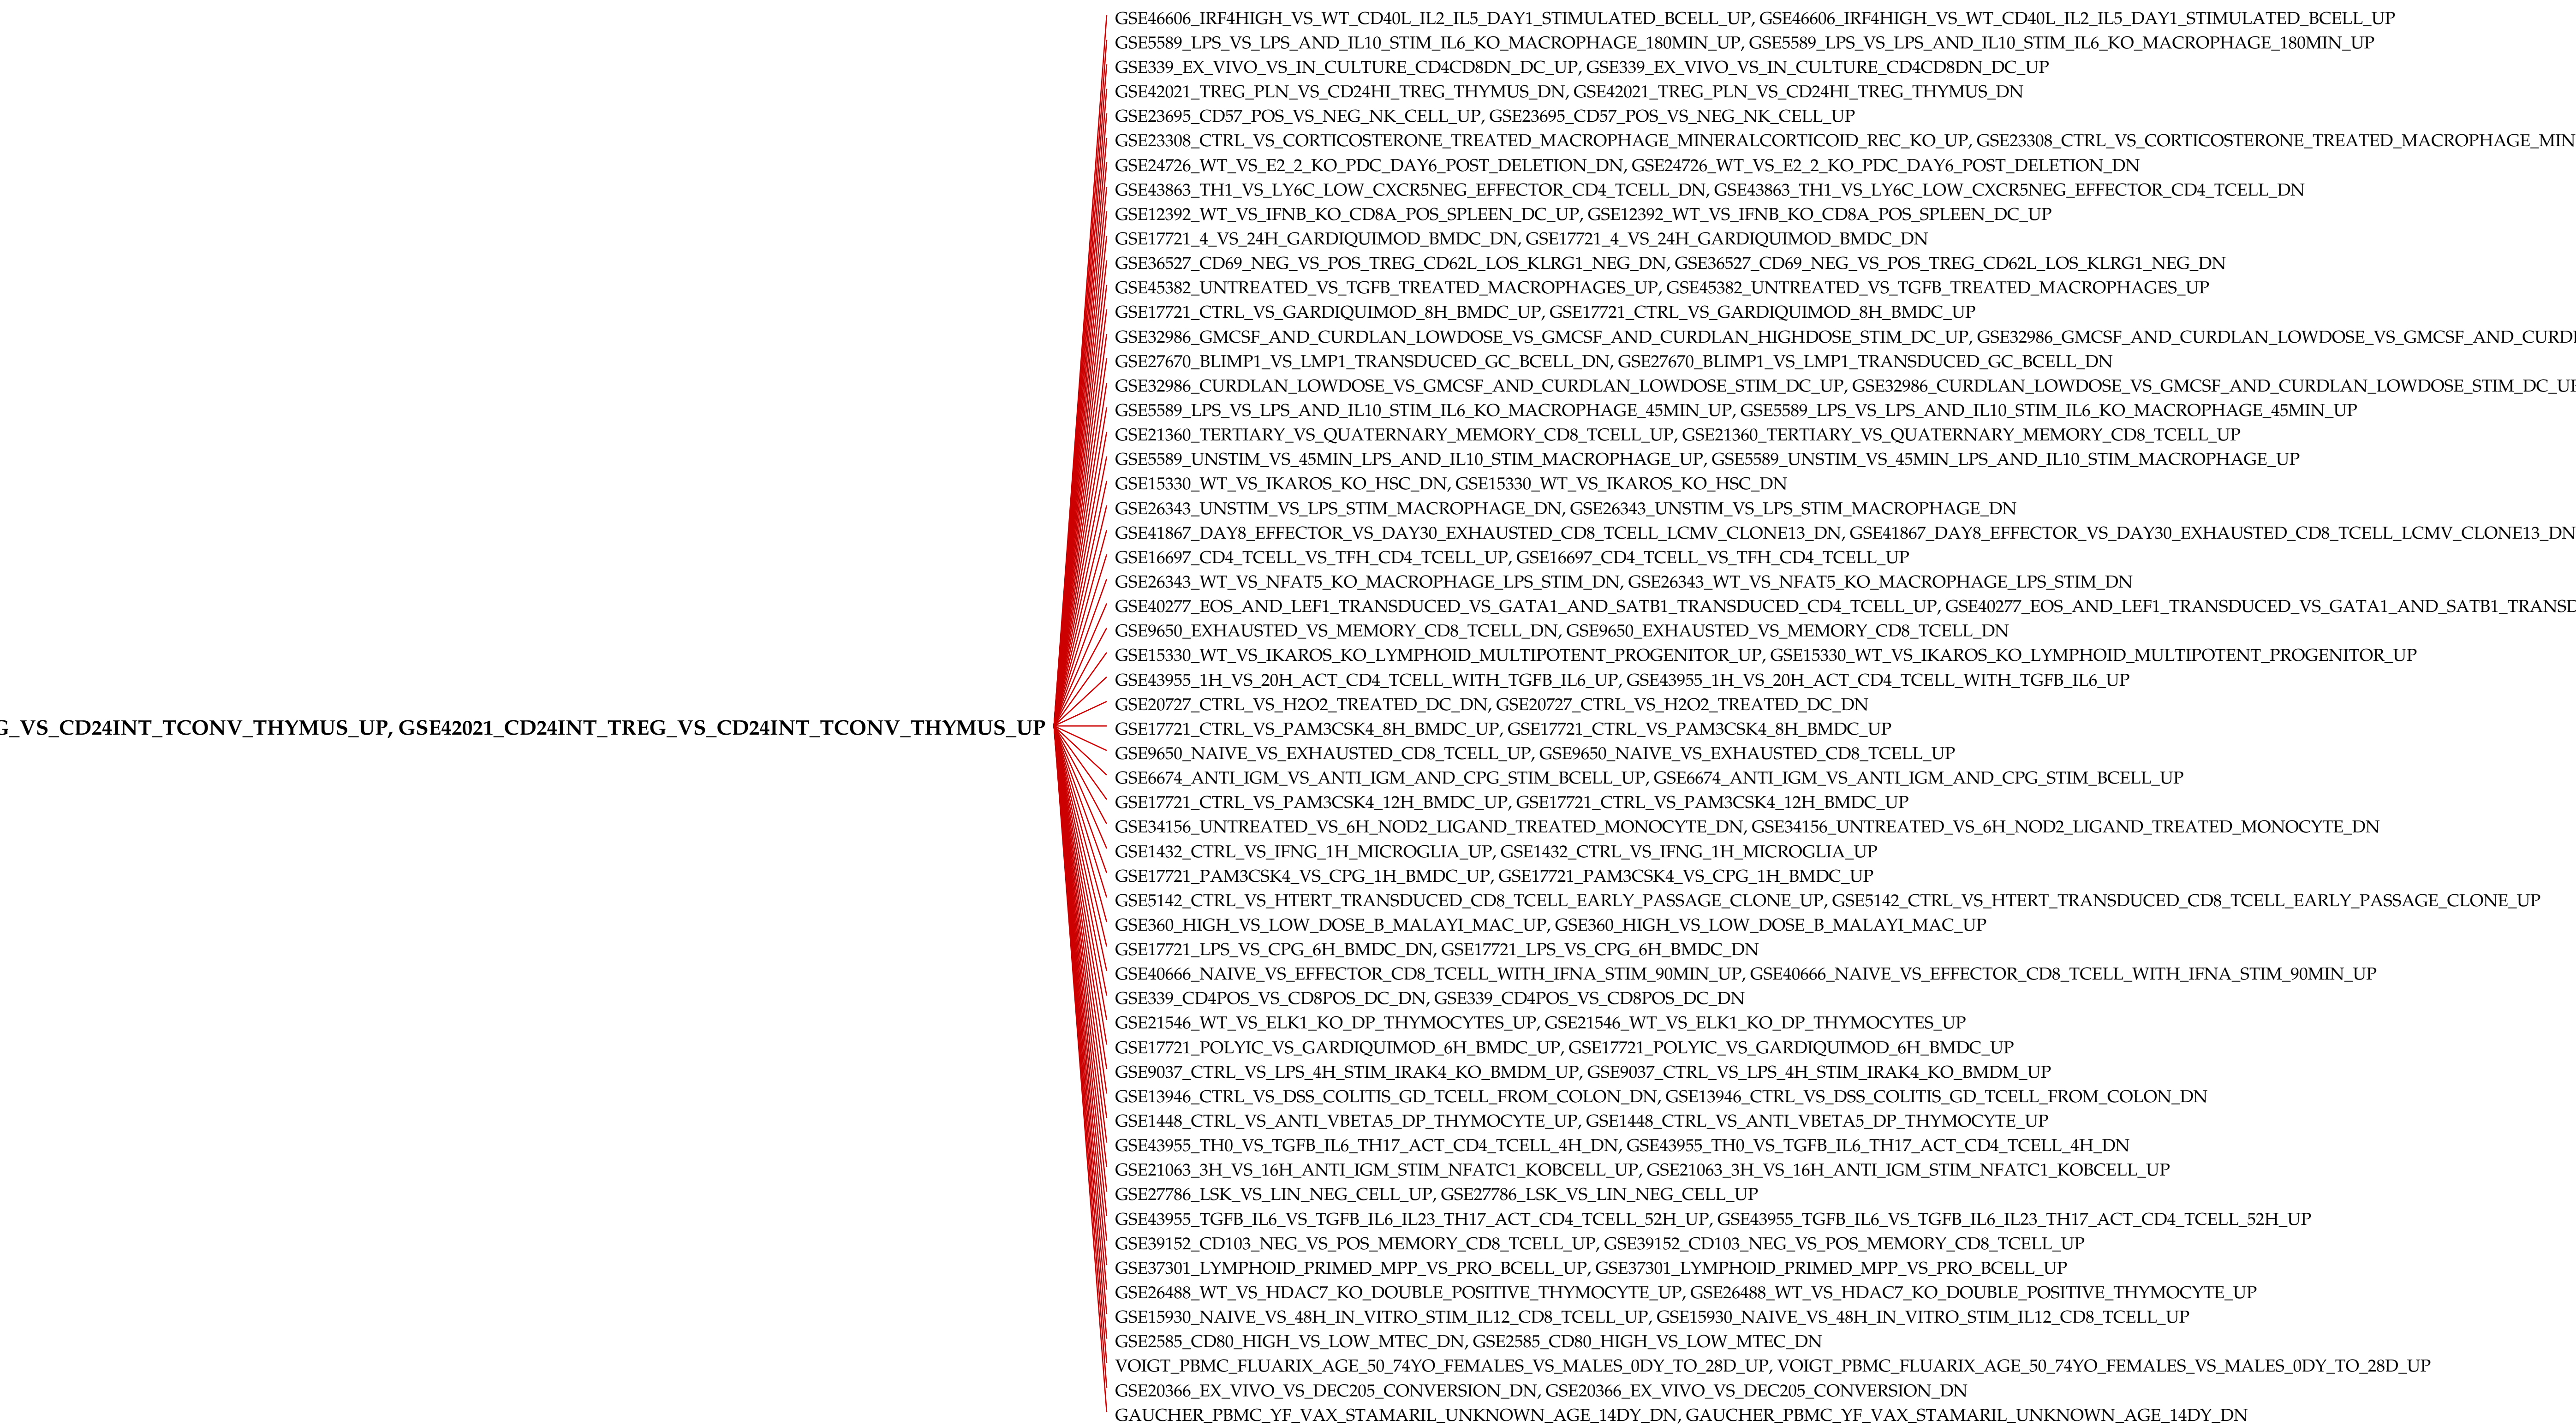 GSE46606_IRF4HIGH_VS_WT_CD40L_IL2_IL5_DAY1_STIMULATED_BCELL_UP, GSE46606_IRF4HIGH_VS_WT_CD40L_IL2_IL5_DAY1_STIMULATED_BCELL_UP
GSE5589_LPS_VS_LPS_AND_IL10_STIM_IL6_KO_MACROPHAGE_180MIN_UP, GSE5589_LPS_VS_LPS_AND_IL10_STIM_IL6_KO_MACROPHAGE_180MIN_UP
GSE339_EX_VIVO_VS_IN_CULTURE_CD4CD8DN_DC_UP, GSE339_EX_VIVO_VS_IN_CULTURE_CD4CD8DN_DC_UP
GSE42021_TREG_PLN_VS_CD24HI_TREG_THYMUS_DN, GSE42021_TREG_PLN_VS_CD24HI_TREG_THYMUS_DN
GSE23695_CD57_POS_VS_NEG_NK_CELL_UP, GSE23695_CD57_POS_VS_NEG_NK_CELL_UP
GSE23308_CTRL_VS_CORTICOSTERONE_TREATED_MACROPHAGE_MINERALCORTICOID_REC_KO_UP, GSE23308_CTRL_VS_CORTICOSTERONE_TREATED_MACROPHAGE_MIN
GSE24726_WT_VS_E2_2_KO_PDC_DAY6_POST_DELETION_DN, GSE24726_WT_VS_E2_2_KO_PDC_DAY6_POST_DELETION_DN
GSE43863_TH1_VS_LY6C_LOW_CXCR5NEG_EFFECTOR_CD4_TCELL_DN, GSE43863_TH1_VS_LY6C_LOW_CXCR5NEG_EFFECTOR_CD4_TCELL_DN
GSE12392_WT_VS_IFNB_KO_CD8A_POS_SPLEEN_DC_UP, GSE12392_WT_VS_IFNB_KO_CD8A_POS_SPLEEN_DC_UP
GSE17721_4_VS_24H_GARDIQUIMOD_BMDC_DN, GSE17721_4_VS_24H_GARDIQUIMOD_BMDC_DN
GSE36527_CD69_NEG_VS_POS_TREG_CD62L_LOS_KLRG1_NEG_DN, GSE36527_CD69_NEG_VS_POS_TREG_CD62L_LOS_KLRG1_NEG_DN
GSE45382_UNTREATED_VS_TGFB_TREATED_MACROPHAGES_UP, GSE45382_UNTREATED_VS_TGFB_TREATED_MACROPHAGES_UP
GSE17721_CTRL_VS_GARDIQUIMOD_8H_BMDC_UP, GSE17721_CTRL_VS_GARDIQUIMOD_8H_BMDC_UP
GSE32986_GMCSF_AND_CURDLAN_LOWDOSE_VS_GMCSF_AND_CURDLAN_HIGHDOSE_STIM_DC_UP, GSE32986_GMCSF_AND_CURDLAN_LOWDOSE_VS_GMCSF_AND_CURDL
GSE27670_BLIMP1_VS_LMP1_TRANSDUCED_GC_BCELL_DN, GSE27670_BLIMP1_VS_LMP1_TRANSDUCED_GC_BCELL_DN
GSE32986_CURDLAN_LOWDOSE_VS_GMCSF_AND_CURDLAN_LOWDOSE_STIM_DC_UP, GSE32986_CURDLAN_LOWDOSE_VS_GMCSF_AND_CURDLAN_LOWDOSE_STIM_DC_UP
GSE5589_LPS_VS_LPS_AND_IL10_STIM_IL6_KO_MACROPHAGE_45MIN_UP, GSE5589_LPS_VS_LPS_AND_IL10_STIM_IL6_KO_MACROPHAGE_45MIN_UP
GSE21360_TERTIARY_VS_QUATERNARY_MEMORY_CD8_TCELL_UP, GSE21360_TERTIARY_VS_QUATERNARY_MEMORY_CD8_TCELL_UP
GSE5589_UNSTIM_VS_45MIN_LPS_AND_IL10_STIM_MACROPHAGE_UP, GSE5589_UNSTIM_VS_45MIN_LPS_AND_IL10_STIM_MACROPHAGE_UP
GSE15330_WT_VS_IKAROS_KO_HSC_DN, GSE15330_WT_VS_IKAROS_KO_HSC_DN
GSE26343_UNSTIM_VS_LPS_STIM_MACROPHAGE_DN, GSE26343_UNSTIM_VS_LPS_STIM_MACROPHAGE_DN
GSE41867_DAY8_EFFECTOR_VS_DAY30_EXHAUSTED_CD8_TCELL_LCMV_CLONE13_DN, GSE41867_DAY8_EFFECTOR_VS_DAY30_EXHAUSTED_CD8_TCELL_LCMV_CLONE13_DN
GSE16697_CD4_TCELL_VS_TFH_CD4_TCELL_UP, GSE16697_CD4_TCELL_VS_TFH_CD4_TCELL_UP
GSE26343_WT_VS_NFAT5_KO_MACROPHAGE_LPS_STIM_DN, GSE26343_WT_VS_NFAT5_KO_MACROPHAGE_LPS_STIM_DN
GSE40277_EOS_AND_LEF1_TRANSDUCED_VS_GATA1_AND_SATB1_TRANSDUCED_CD4_TCELL_UP, GSE40277_EOS_AND_LEF1_TRANSDUCED_VS_GATA1_AND_SATB1_TRANSD
GSE9650_EXHAUSTED_VS_MEMORY_CD8_TCELL_DN, GSE9650_EXHAUSTED_VS_MEMORY_CD8_TCELL_DN
GSE15330_WT_VS_IKAROS_KO_LYMPHOID_MULTIPOTENT_PROGENITOR_UP, GSE15330_WT_VS_IKAROS_KO_LYMPHOID_MULTIPOTENT_PROGENITOR_UP
GSE43955_1H_VS_20H_ACT_CD4_TCELL_WITH_TGFB_IL6_UP, GSE43955_1H_VS_20H_ACT_CD4_TCELL_WITH_TGFB_IL6_UP
GSE20727_CTRL_VS_H2O2_TREATED_DC_DN, GSE20727_CTRL_VS_H2O2_TREATED_DC_DN
G_VS_CD24INT_TCONV_THYMUS_UP, GSE42021_CD24INT_TREG_VS_CD24INT_TCONV_THYMUS_UP
GSE17721_CTRL_VS_PAM3CSK4_8H_BMDC_UP, GSE17721_CTRL_VS_PAM3CSK4_8H_BMDC_UP
GSE9650_NAIVE_VS_EXHAUSTED_CD8_TCELL_UP, GSE9650_NAIVE_VS_EXHAUSTED_CD8_TCELL_UP
GSE6674_ANTI_IGM_VS_ANTI_IGM_AND_CPG_STIM_BCELL_UP, GSE6674_ANTI_IGM_VS_ANTI_IGM_AND_CPG_STIM_BCELL_UP
GSE17721_CTRL_VS_PAM3CSK4_12H_BMDC_UP, GSE17721_CTRL_VS_PAM3CSK4_12H_BMDC_UP
GSE34156_UNTREATED_VS_6H_NOD2_LIGAND_TREATED_MONOCYTE_DN, GSE34156_UNTREATED_VS_6H_NOD2_LIGAND_TREATED_MONOCYTE_DN
GSE1432_CTRL_VS_IFNG_1H_MICROGLIA_UP, GSE1432_CTRL_VS_IFNG_1H_MICROGLIA_UP
GSE17721_PAM3CSK4_VS_CPG_1H_BMDC_UP, GSE17721_PAM3CSK4_VS_CPG_1H_BMDC_UP
GSE5142_CTRL_VS_HTERT_TRANSDUCED_CD8_TCELL_EARLY_PASSAGE_CLONE_UP, GSE5142_CTRL_VS_HTERT_TRANSDUCED_CD8_TCELL_EARLY_PASSAGE_CLONE_UP
GSE360_HIGH_VS_LOW_DOSE_B_MALAYI_MAC_UP, GSE360_HIGH_VS_LOW_DOSE_B_MALAYI_MAC_UP
GSE17721_LPS_VS_CPG_6H_BMDC_DN, GSE17721_LPS_VS_CPG_6H_BMDC_DN
GSE40666_NAIVE_VS_EFFECTOR_CD8_TCELL_WITH_IFNA_STIM_90MIN_UP, GSE40666_NAIVE_VS_EFFECTOR_CD8_TCELL_WITH_IFNA_STIM_90MIN_UP
GSE339_CD4POS_VS_CD8POS_DC_DN, GSE339_CD4POS_VS_CD8POS_DC_DN
GSE21546_WT_VS_ELK1_KO_DP_THYMOCYTES_UP, GSE21546_WT_VS_ELK1_KO_DP_THYMOCYTES_UP
GSE17721_POLYIC_VS_GARDIQUIMOD_6H_BMDC_UP, GSE17721_POLYIC_VS_GARDIQUIMOD_6H_BMDC_UP
GSE9037_CTRL_VS_LPS_4H_STIM_IRAK4_KO_BMDM_UP, GSE9037_CTRL_VS_LPS_4H_STIM_IRAK4_KO_BMDM_UP
GSE13946_CTRL_VS_DSS_COLITIS_GD_TCELL_FROM_COLON_DN, GSE13946_CTRL_VS_DSS_COLITIS_GD_TCELL_FROM_COLON_DN
GSE1448_CTRL_VS_ANTI_VBETA5_DP_THYMOCYTE_UP, GSE1448_CTRL_VS_ANTI_VBETA5_DP_THYMOCYTE_UP
GSE43955_TH0_VS_TGFB_IL6_TH17_ACT_CD4_TCELL_4H_DN, GSE43955_TH0_VS_TGFB_IL6_TH17_ACT_CD4_TCELL_4H_DN
GSE21063_3H_VS_16H_ANTI_IGM_STIM_NFATC1_KOBCELL_UP, GSE21063_3H_VS_16H_ANTI_IGM_STIM_NFATC1_KOBCELL_UP
GSE27786_LSK_VS_LIN_NEG_CELL_UP, GSE27786_LSK_VS_LIN_NEG_CELL_UP
GSE43955_TGFB_IL6_VS_TGFB_IL6_IL23_TH17_ACT_CD4_TCELL_52H_UP, GSE43955_TGFB_IL6_VS_TGFB_IL6_IL23_TH17_ACT_CD4_TCELL_52H_UP
GSE39152_CD103_NEG_VS_POS_MEMORY_CD8_TCELL_UP, GSE39152_CD103_NEG_VS_POS_MEMORY_CD8_TCELL_UP
GSE37301_LYMPHOID_PRIMED_MPP_VS_PRO_BCELL_UP, GSE37301_LYMPHOID_PRIMED_MPP_VS_PRO_BCELL_UP
GSE26488_WT_VS_HDAC7_KO_DOUBLE_POSITIVE_THYMOCYTE_UP, GSE26488_WT_VS_HDAC7_KO_DOUBLE_POSITIVE_THYMOCYTE_UP
GSE15930_NAIVE_VS_48H_IN_VITRO_STIM_IL12_CD8_TCELL_UP, GSE15930_NAIVE_VS_48H_IN_VITRO_STIM_IL12_CD8_TCELL_UP
GSE2585_CD80_HIGH_VS_LOW_MTEC_DN, GSE2585_CD80_HIGH_VS_LOW_MTEC_DN
VOIGT_PBMC_FLUARIX_AGE_50_74YO_FEMALES_VS_MALES_0DY_TO_28D_UP, VOIGT_PBMC_FLUARIX_AGE_50_74YO_FEMALES_VS_MALES_0DY_TO_28D_UP
GSE20366_EX_VIVO_VS_DEC205_CONVERSION_DN, GSE20366_EX_VIVO_VS_DEC205_CONVERSION_DN
GAUCHER_PBMC_YF_VAX_STAMARIL_UNKNOWN_AGE_14DY_DN, GAUCHER_PBMC_YF_VAX_STAMARIL_UNKNOWN_AGE_14DY_DN